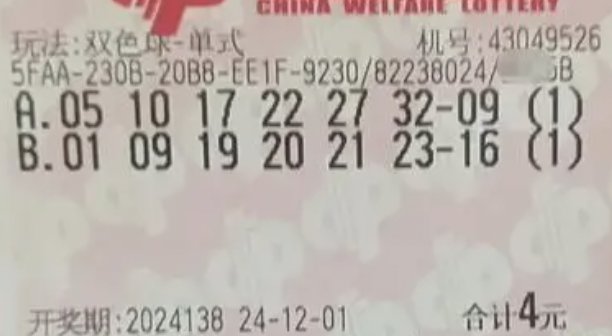 CHINA WELFARE LOTTERY
玩法:双色球-单式 机号:43049526
5FAA-230B-20B8-EE1F-9230/82238024/ 6B
A.05 10 17 22 27 32-09 (1)
B.01 09 19 20 21 23-16 (1)
开奖期:2024138 24-12-01 合计4元